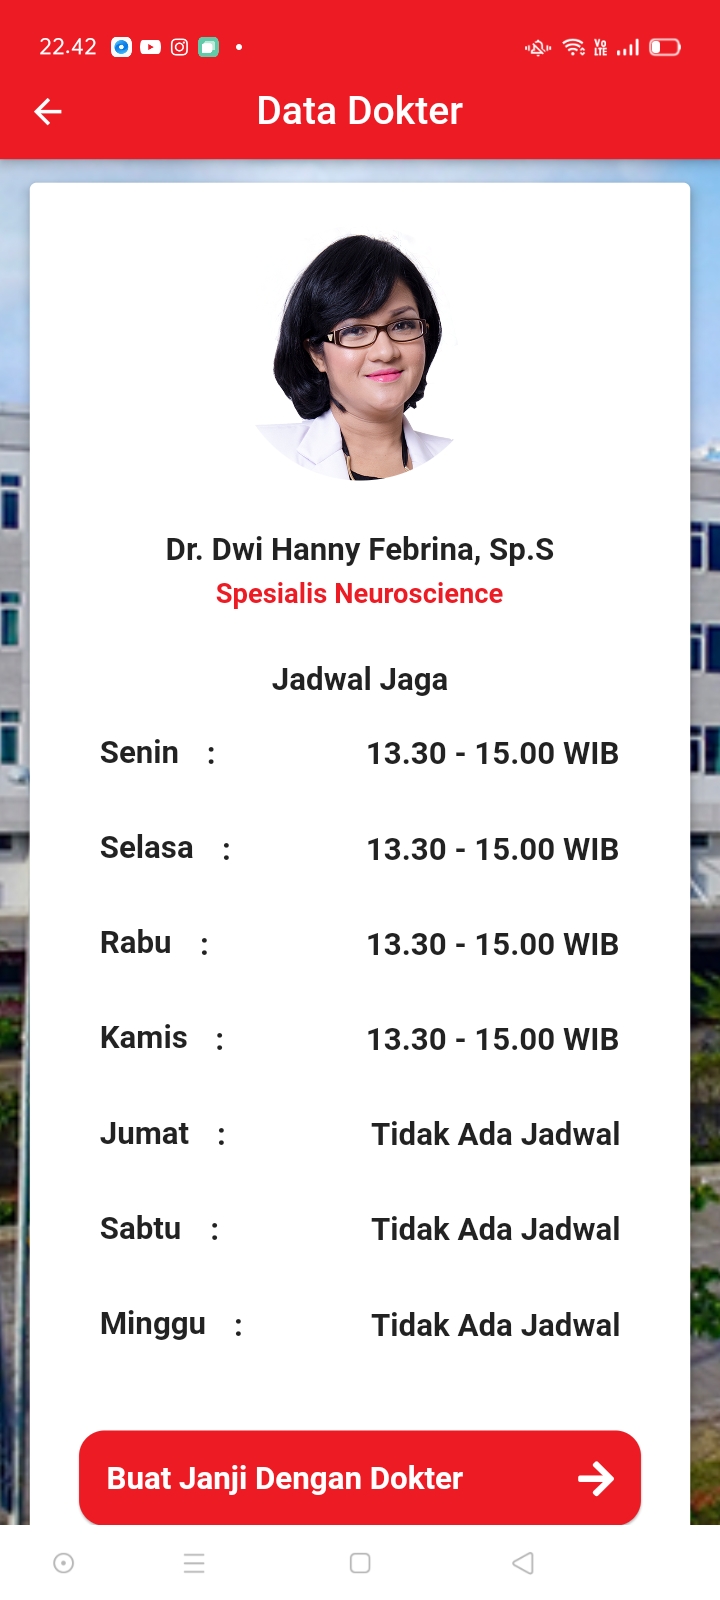 22.42
Vo
LTE
Data Dokter
Dr. Dwi Hanny Febrina, Sp.S
Spesialis Neuroscience
Jadwal Jaga
Senin : 13.30 - 15.00 WIB
Selasa : 13.30 - 15.00 WIB
Rabu : 13.30 - 15.00 WIB
Kamis : 13.30 - 15.00 WIB
Jumat : Tidak Ada Jadwal
Sabtu : Tidak Ada Jadwal
Minggu : Tidak Ada Jadwal
Buat Janji Dengan Dokter